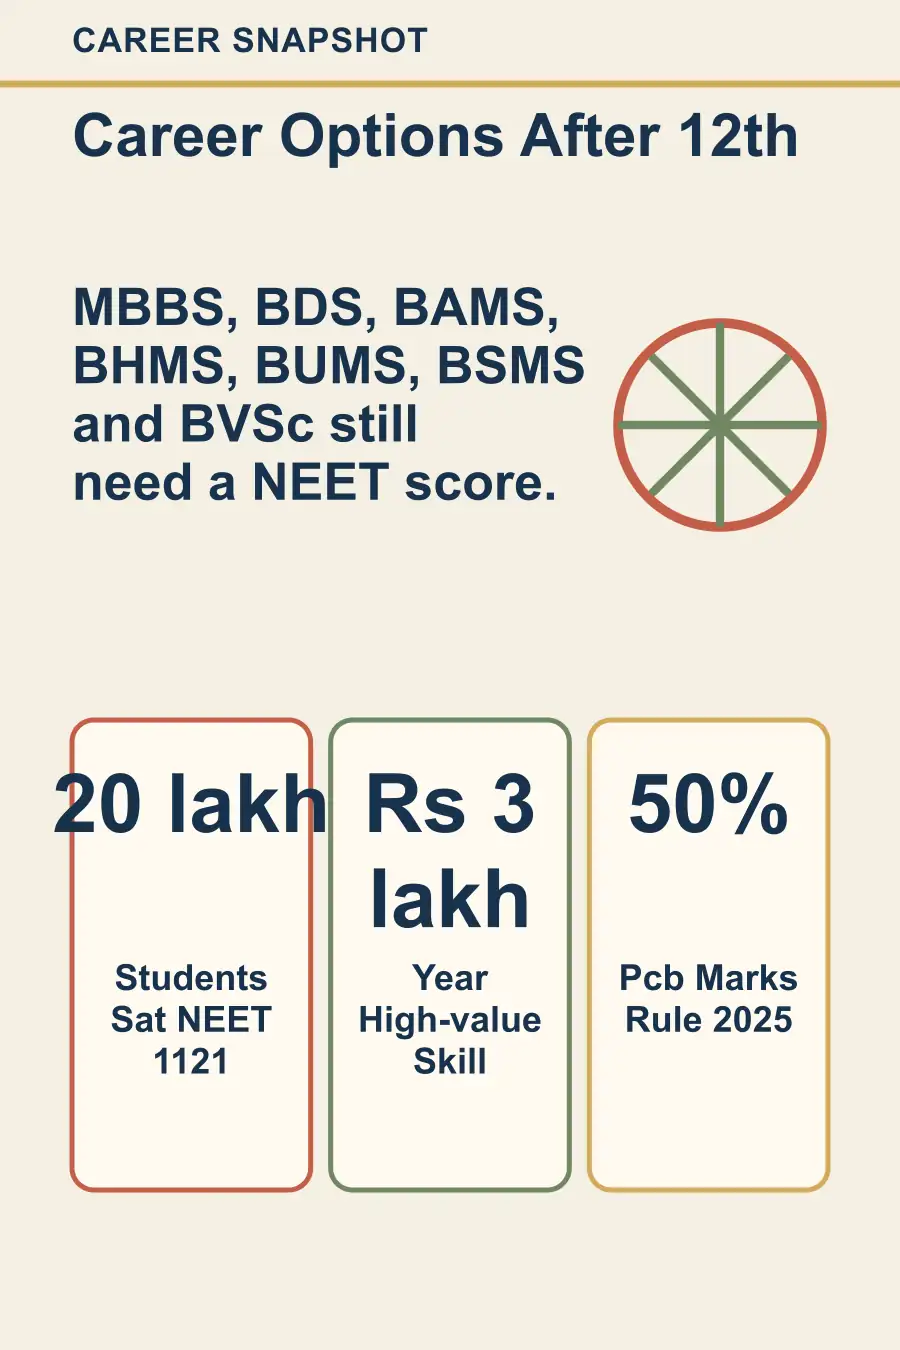 CAREER SNAPSHOT
Career Options After 12th
MBBS, BDS, BAMS,
BHMS, BUMS, BSMS
and BVSc still
need a NEET score.
20 lakh
Students
Sat NEET
1121
Rs 3
lakh
Year
High-value
Skill
50%
Pcb Marks
Rule 2025